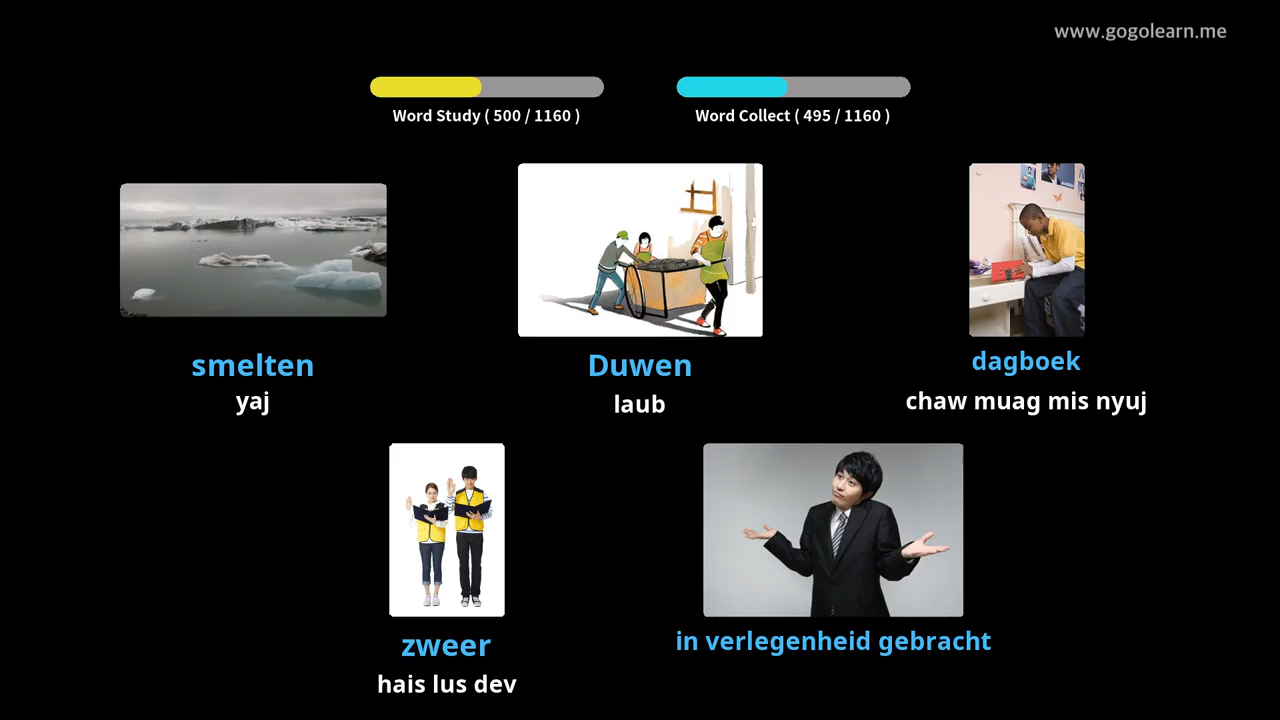 www.gogolearn.me
Word Study ( 500 / 1160 )
Word Collect ( 495 / 1160 )
smelten
yaj
Duwen
laub
dagboek
chaw muag mis nyuj
zweer
hais lus dev
in verlegenheid gebracht